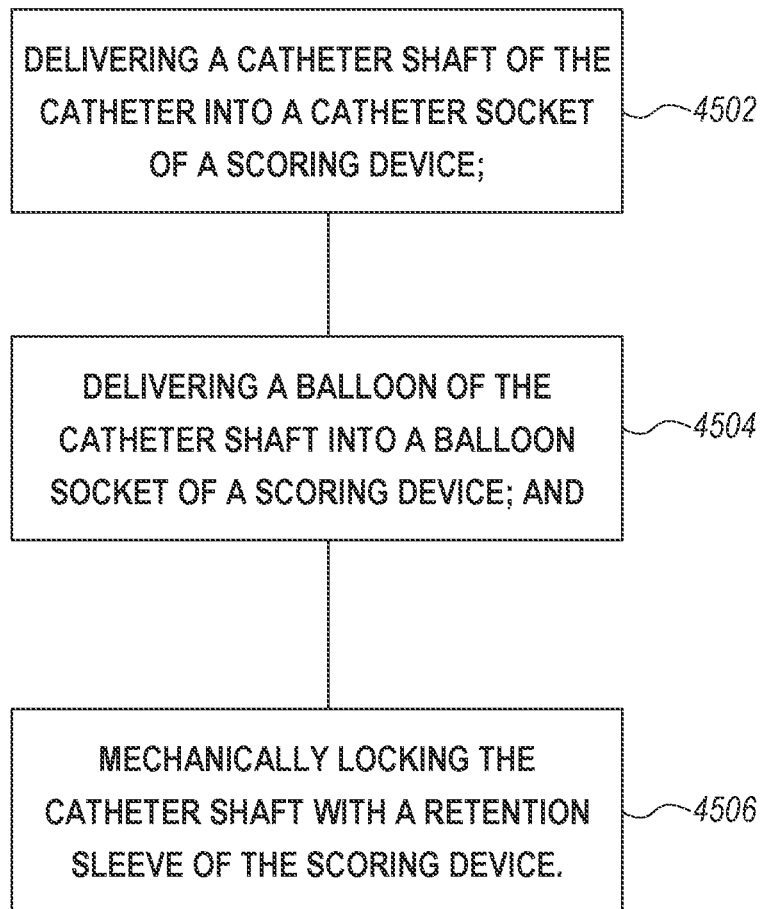 DELIVERING A CATHETER SHAFT OF THE
CATHETER INTO A CATHETER SOCKET
OF A SCORING DEVICE;
4502
DELIVERING A BALLOON OF THE
CATHETER SHAFT INTO A BALLOON
SOCKET OF A SCORING DEVICE; AND
4504
MECHANICALLY LOCKING THE
CATHETER SHAFT WITH A RETENTION
SLEEVE OF THE SCORING DEVICE.
4506